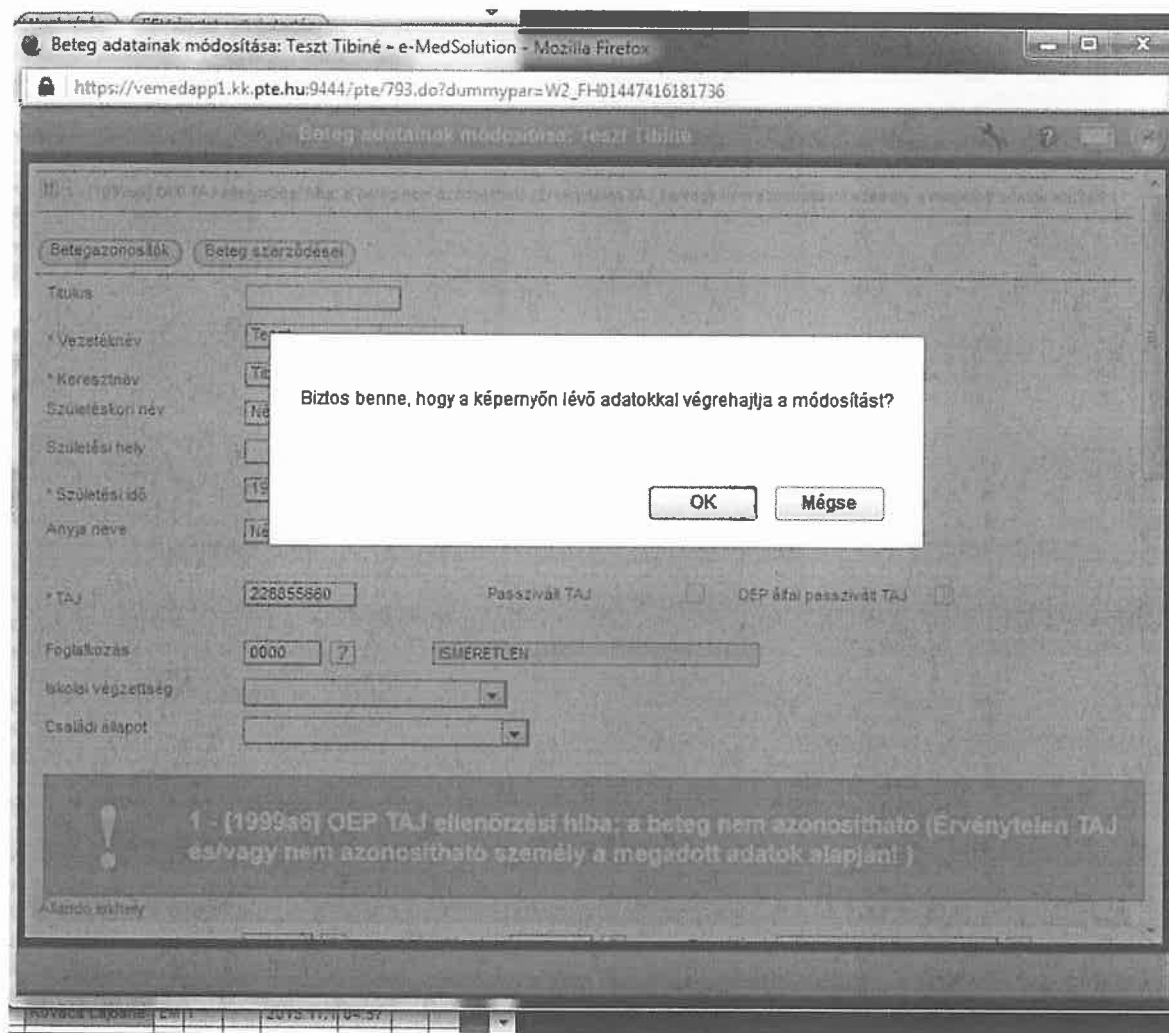 Beteg adatainak módosítása: Teszt Tibiné - e-MedSolution - Mozilla Firefox
https://vemedapp1.kk.pte.hu:9444/pte/793.do?dummypar=W2_FH01447416181736
Beteg adatainak módosítása: Teszt Tibiné
Betegazonosítók Beteg szerződései
Titulus
* Vezetéknév
* Keresztnév
Születéskori név
Születési hely
* Születési idő 19
Anyja neve
Biztos benne, hogy a képernyőn lévő adatokkal végrehajtja a módosítást?
OK Mégse
* TAJ 228855660 Passzivált TAJ OEP által passzivált TAJ
Foglalkozás 0000 ? ISMERETLEN
Iskolai végzettség
Családi állapot
! 1 - [1999s6] OEP TAJ ellenőrzési hiba: a beteg nem azonosítható (Érvénytelen TAJ
és/vagy nem azonosítható személy a megadott adatok alapján! )
Állandó lakhely